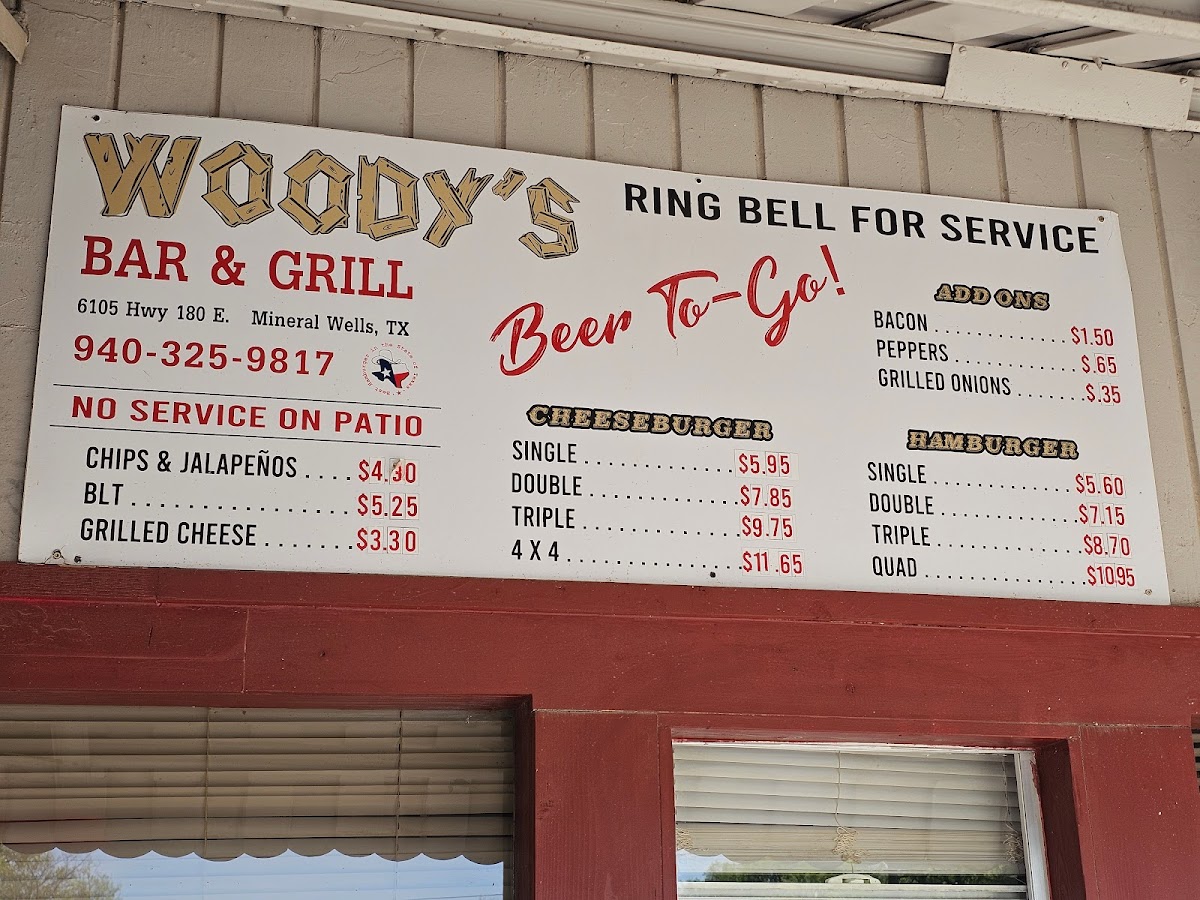 WOODY'S
BAR & GRILL
6105 Hwy 180 E. Mineral Wells, TX
940-325-9817
NO SERVICE ON PATIO
CHIPS & JALAPEÑOS .... $4.30
BLT ................ $5.25
GRILLED CHEESE ....... $3.30
RING BELL FOR SERVICE
Beer To-Go!
CHEESEBURGER
SINGLE ............. $5.95
DOUBLE ............. $7.85
TRIPLE ............. $9.75
4 X 4 ............... $11.65
ADD ONS
BACON ............ $1.50
PEPPERS ........... $.65
GRILLED ONIONS ....... $.35
HAMBURGER
SINGLE .............. $5.60
DOUBLE ............. $7.15
TRIPLE ............. $8.70
QUAD .............. $10.95